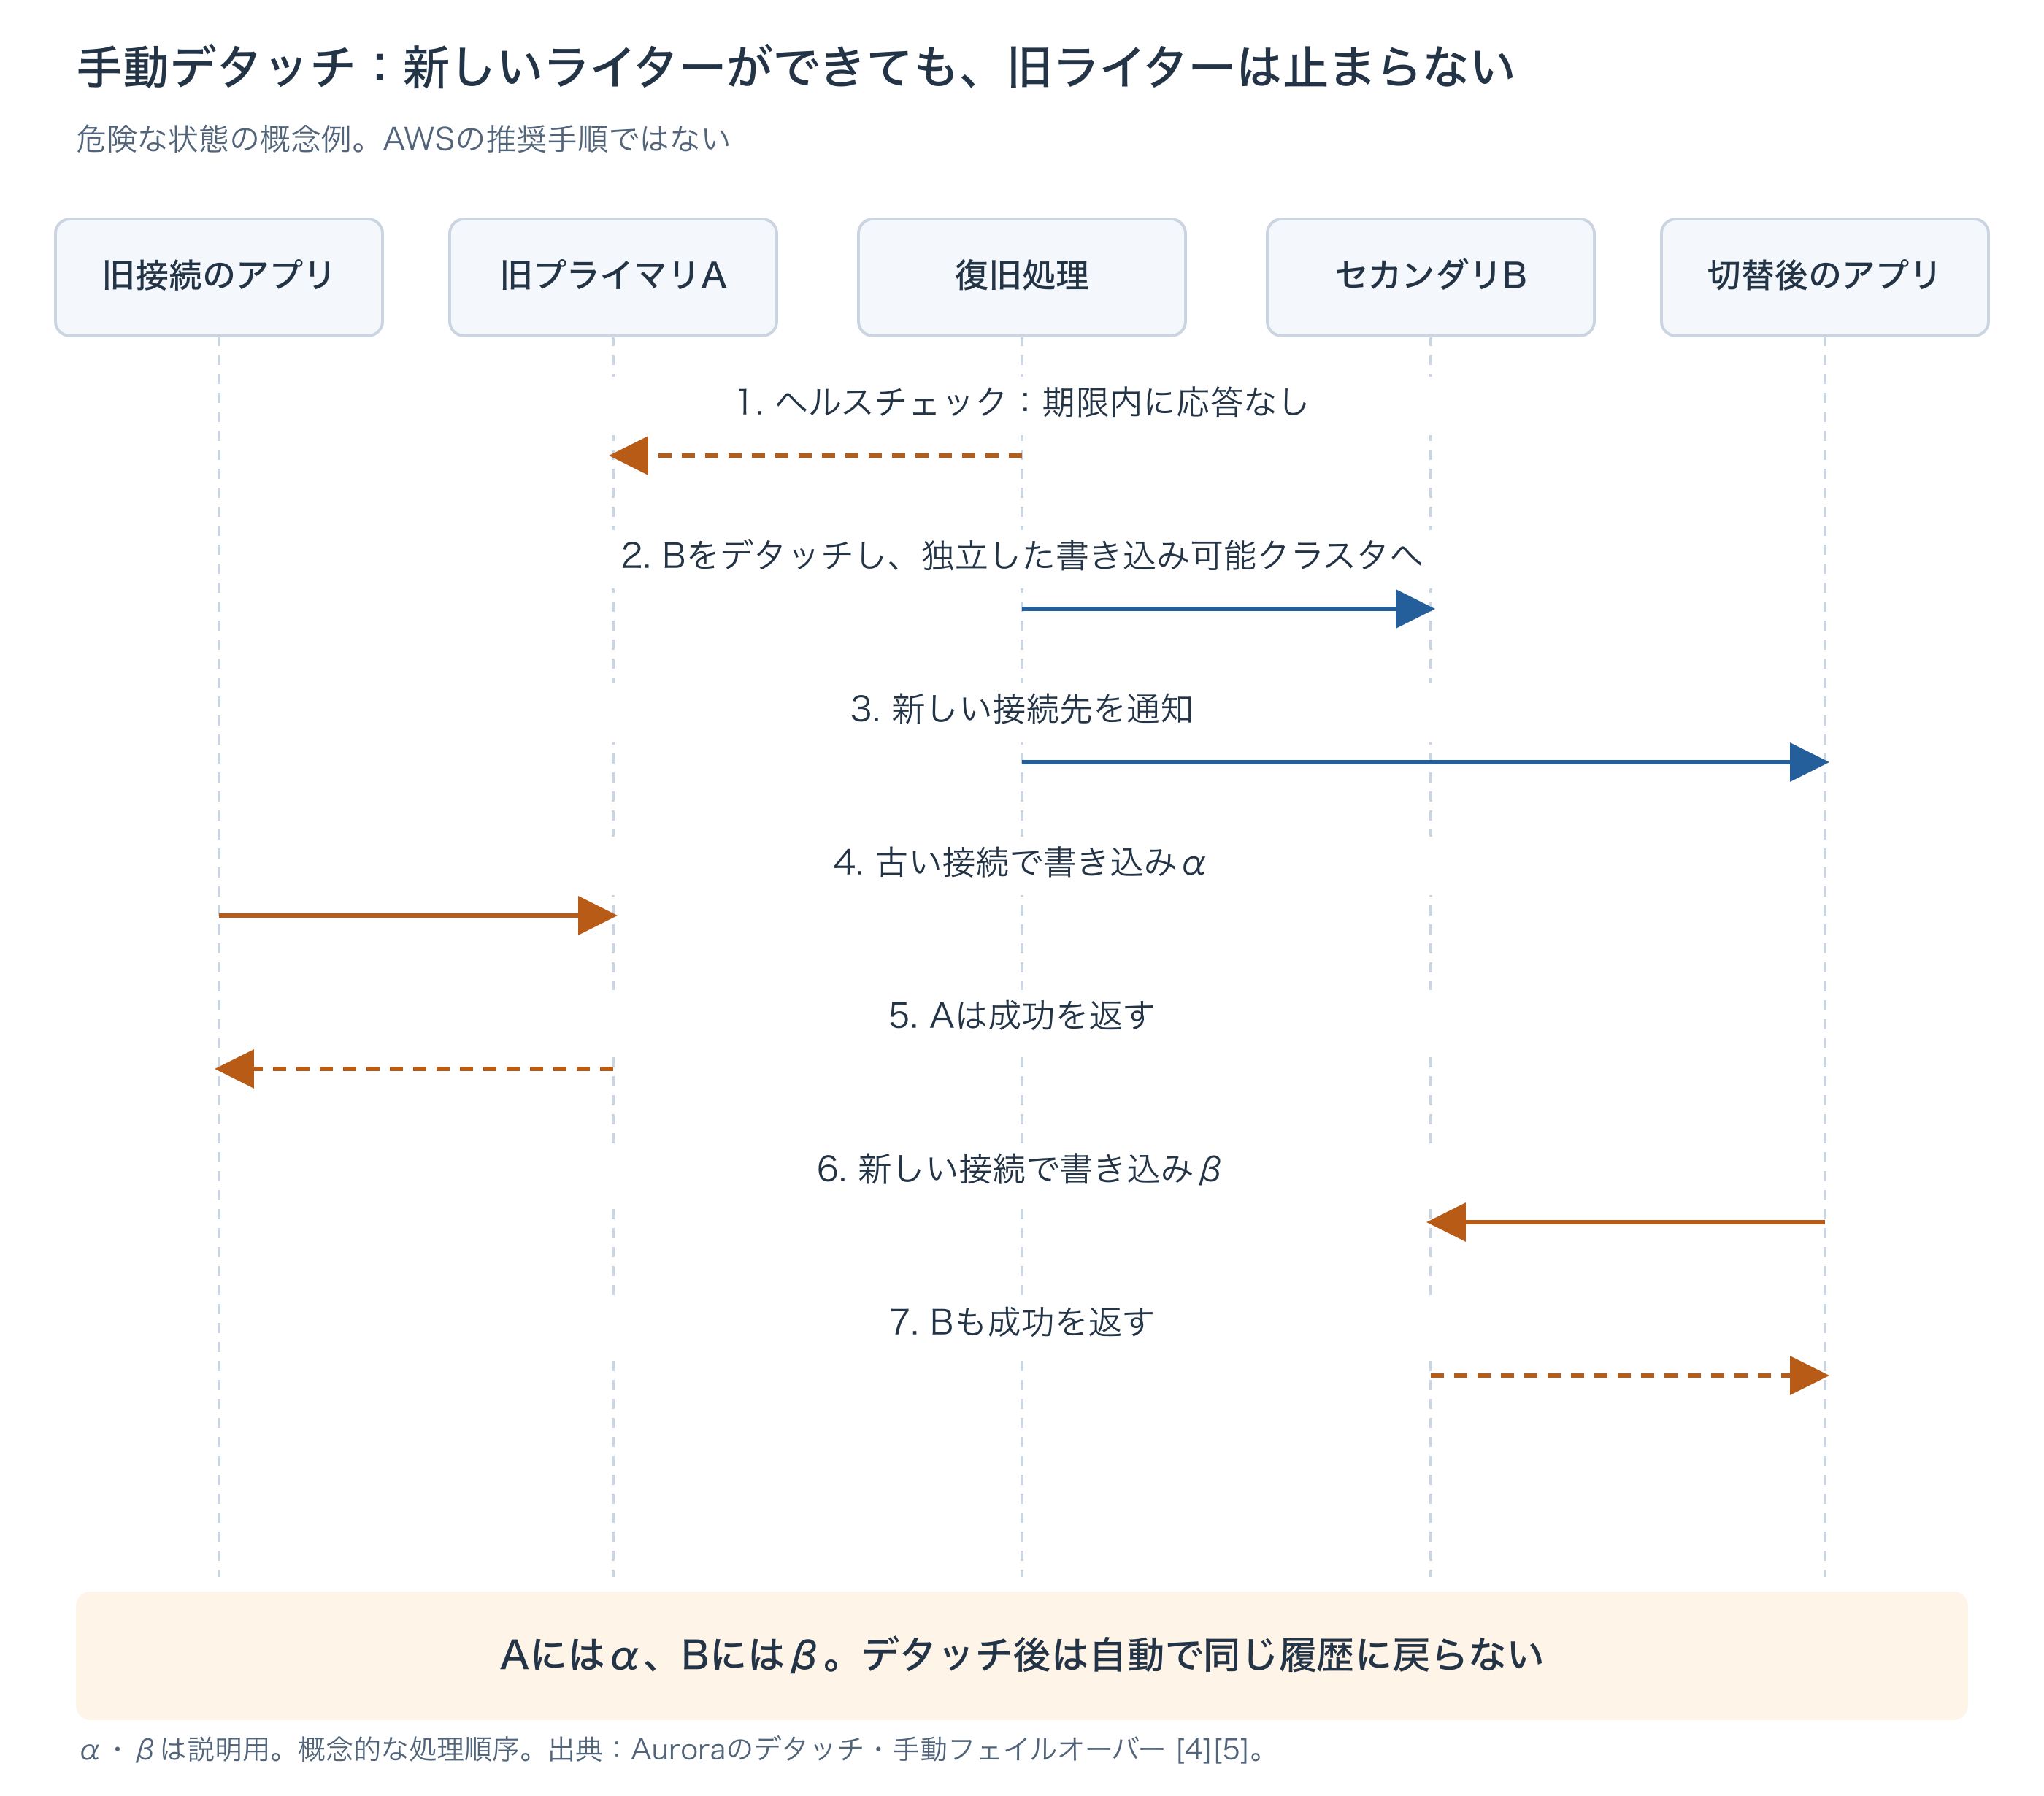 手動デタッチ：新しいライターができても、旧ライターは止まらない
危険な状態の概念例。AWSの推奨手順ではない
旧接続のアプリ
旧プライマリA
復旧処理
セカンダリB
切替後のアプリ
1. ヘルスチェック：期限内に応答なし
2. Bをデタッチし、独立した書き込み可能クラスタへ
3. 新しい接続先を通知
4. 古い接続で書き込みα
5. Aは成功を返す
6. 新しい接続で書き込みβ
7. Bも成功を返す
Aにはα、Bにはβ。デタッチ後は自動で同じ履歴に戻らない
α・βは説明用。概念的な処理順序。出典：Auroraのデタッチ・手動フェイルオーバー [4][5]。